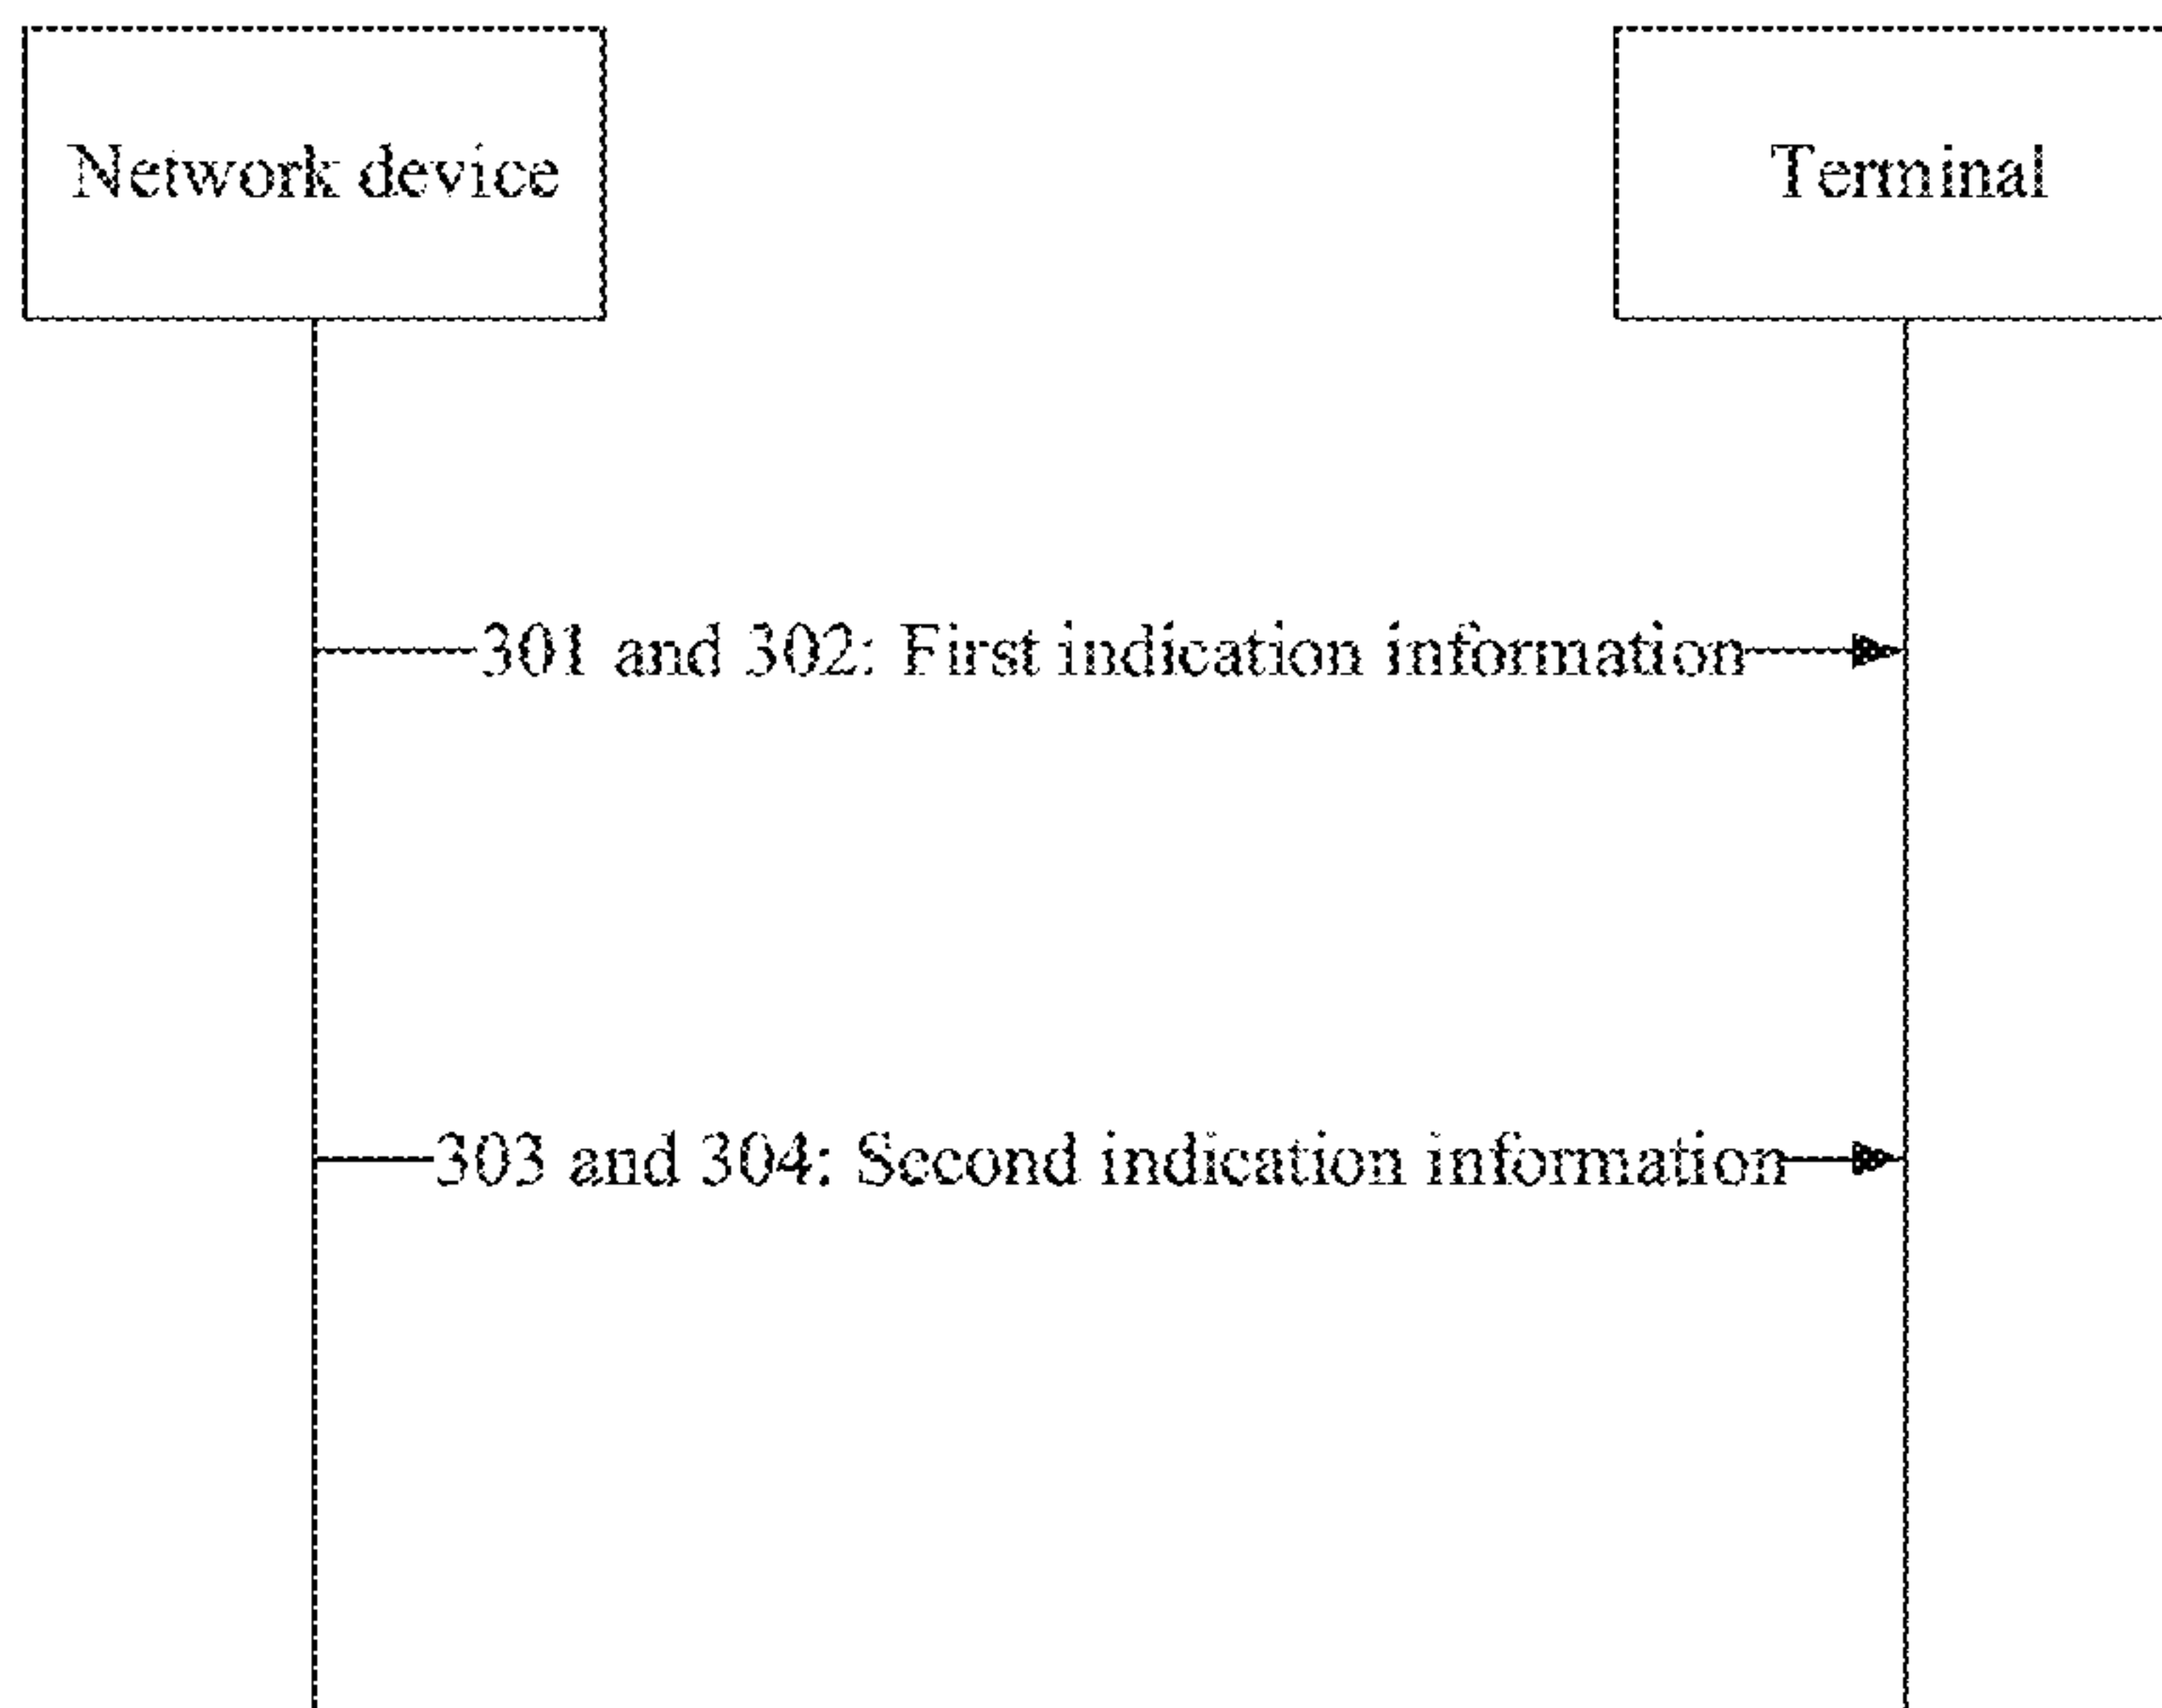 Network device
Terminal
301 and 302: First indication information
303 and 304: Second indication information